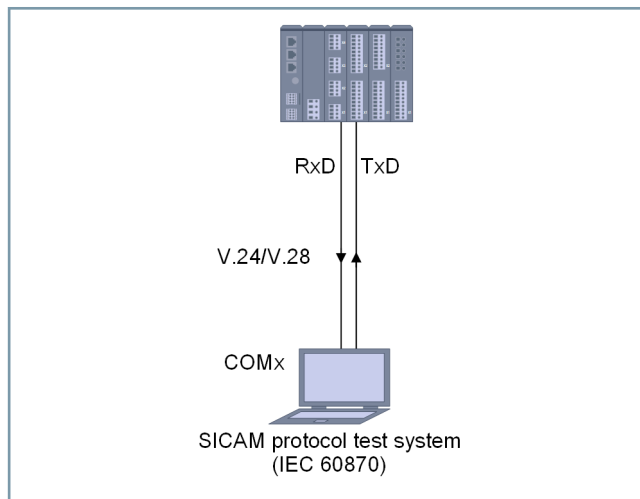 RxD TxD
V.24/V.28
COMx
SICAM protocol test system
(IEC 60870)